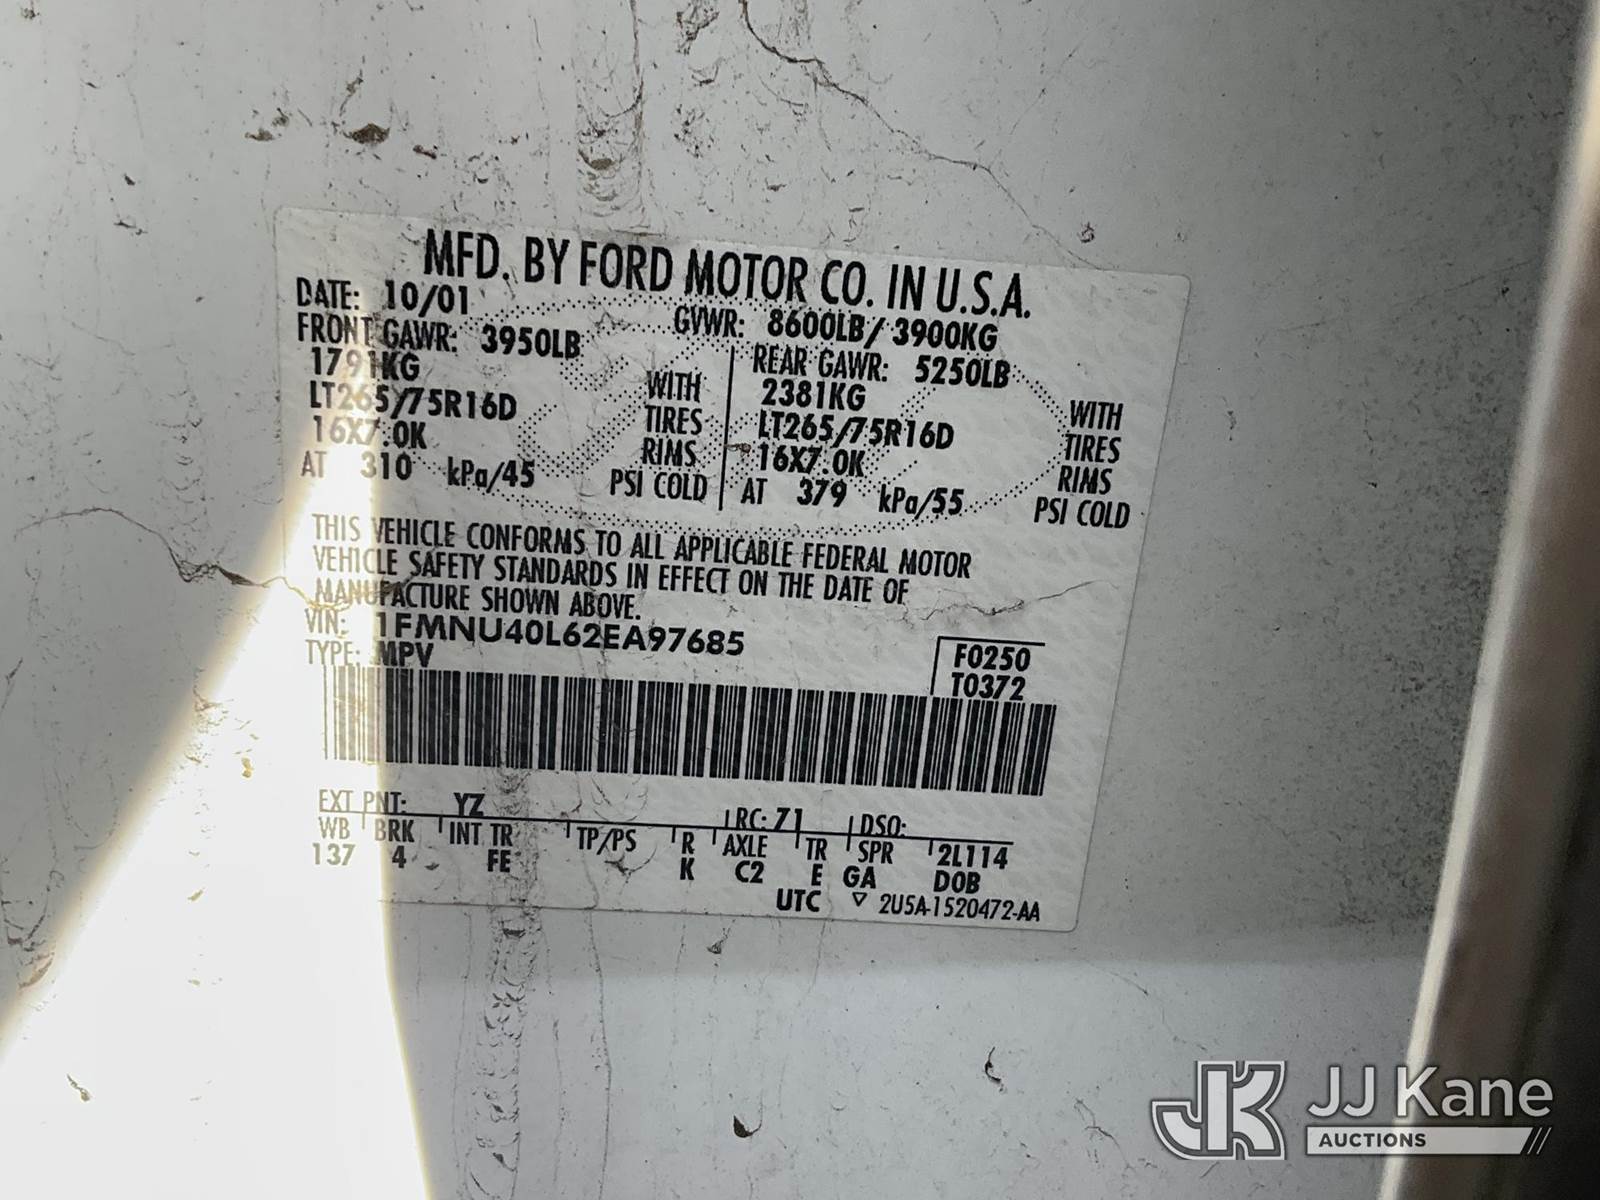 MFD. BY FORD MOTOR CO. IN U.S.A.
DATE: 10/01 GVWR: 8600LB/ 3900KG
FRONT GAWR: 3950LB REAR GAWR: 5250LB
1791KG WITH 2381KG WITH
LT265/75R16D TIRES LT265/75R16D TIRES
16X7.0K RIMS 16X7.0K RIMS
AT 310 kPa/45 PSI COLD AT 379 kPa/55 PSI COLD
THIS VEHICLE CONFORMS TO ALL APPLICABLE FEDERAL MOTOR
VEHICLE SAFETY STANDARDS IN EFFECT ON THE DATE OF
MANUFACTURE SHOWN ABOVE.
VIN: 1FMNU40L62EA97685
TYPE: MPV
F0250
T0372
EXT PNT: YZ RC: 71 DSO:
WB BRK INT TR TP/PS R AXLE TR SPR 2L114
137 4 FE K C2 E GA DOB
UTC ▽ 2U5A-1520472-AA
JJ Kane
AUCTIONS